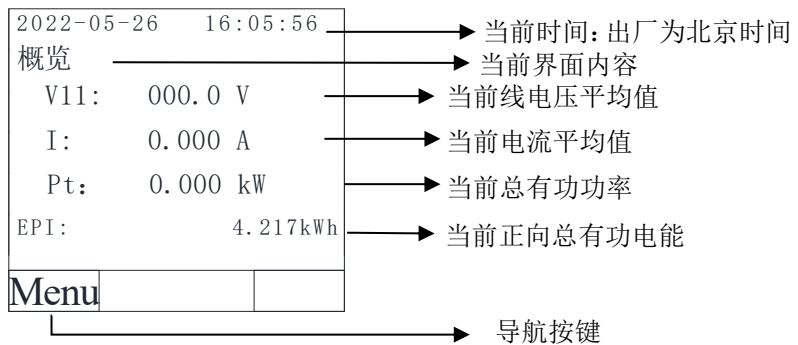 2022-05-26 16:05:56 当前时间：出厂为北京时间
概览 当前界面内容
V11: 000.0 V 当前线电压平均值
I: 0.000 A 当前电流平均值
Pt： 0.000 kW 当前总有功功率
EPI: 4.217kWh 当前正向总有功电能
Menu
导航按键